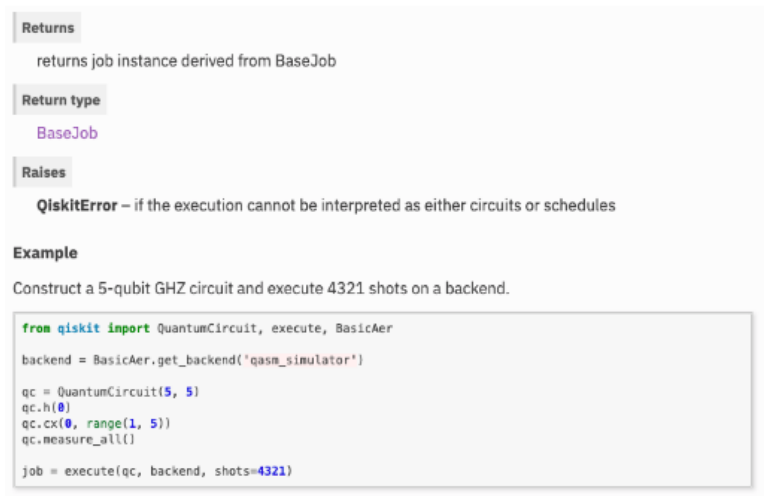 Returns
returns job instance derived from BaseJob
Return type
BaseJob
Raises
QiskitError – if the execution cannot be interpreted as either circuits or schedules
Example
Construct a 5-qubit GHZ circuit and execute 4321 shots on a backend.
from qiskit import QuantumCircuit, execute, BasicAer
backend = BasicAer.get_backend('qasm_simulator')
qc = QuantumCircuit(5, 5)
qc.h(0)
qc.cx(0, range(1, 5))
qc.measure_all()
job = execute(qc, backend, shots=4321)